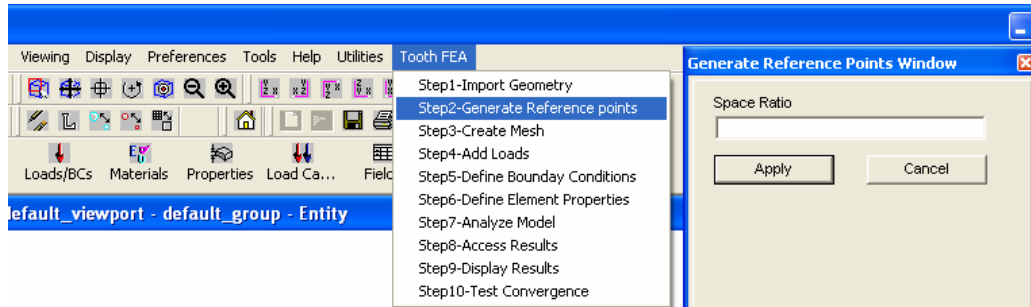 Viewing Display Preferences Tools Help Utilities Tooth FEA
Generate Reference Points Window
Step1-Import Geometry
Step2-Generate Reference points
Step3-Create Mesh
Step4-Add Loads
Step5-Define Bounday Conditions
Step6-Define Element Properties
Step7-Analyze Model
Step8-Access Results
Step9-Display Results
Step10-Test Convergence
Space Ratio
Apply Cancel
Loads/BCs Materials Properties Load Ca... Fielc
default_viewport - default_group - Entity